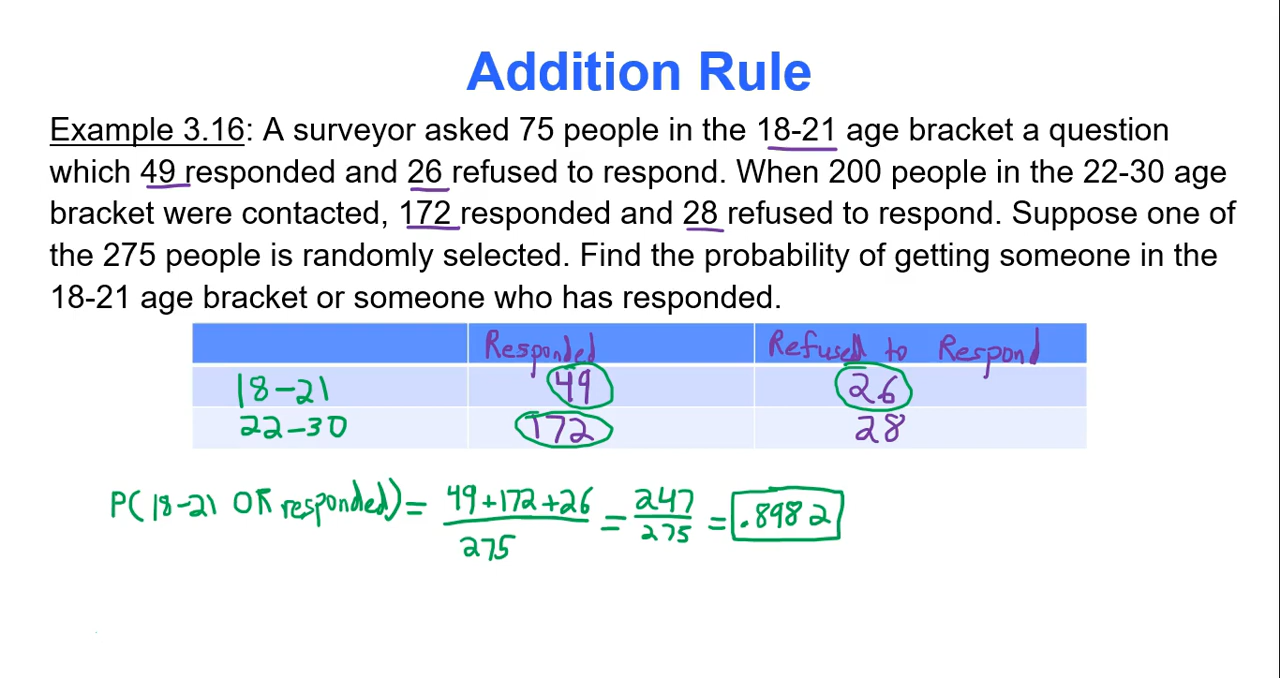 Addition Rule
Example 3.16: A surveyor asked 75 people in the 18-21 age bracket a question
which 49 responded and 26 refused to respond. When 200 people in the 22-30 age
bracket were contacted, 172 responded and 28 refused to respond. Suppose one of
the 275 people is randomly selected. Find the probability of getting someone in the
18-21 age bracket or someone who has responded.
Responded Refused to Respond
18-21 49 26
22-30 172 28
P(18-21 OR responded) = 49+172+26 / 275 = 247 / 275 = .8982